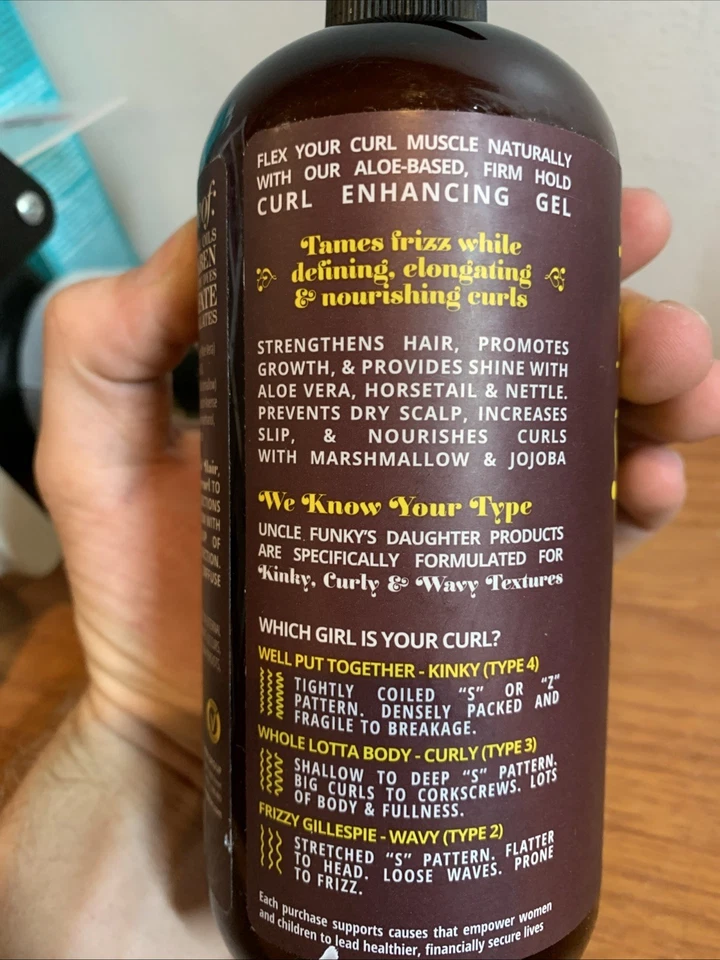 FLEX YOUR CURL MUSCLE NATURALLY
WITH OUR ALOE-BASED, FIRM HOLD
CURL ENHANCING GEL
Tames frizz while
defining, elongating
& nourishing curls
STRENGTHENS HAIR, PROMOTES
GROWTH, & PROVIDES SHINE WITH
ALOE VERA, HORSETAIL & NETTLE.
PREVENTS DRY SCALP, INCREASES
SLIP, & NOURISHES CURLS
WITH MARSHMALLOW & JOJOBA
We Know Your Type
UNCLE FUNKY'S DAUGHTER PRODUCTS
ARE SPECIFICALLY FORMULATED FOR
Kinky, Curly & Wavy Textures
WHICH GIRL IS YOUR CURL?
WELL PUT TOGETHER - KINKY (TYPE 4)
TIGHTLY COILED “S” OR “Z”
PATTERN. DENSELY PACKED AND
FRAGILE TO BREAKAGE.
WHOLE LOTTA BODY - CURLY (TYPE 3)
SHALLOW TO DEEP “S” PATTERN.
BIG CURLS TO CORKSCREWS. LOTS
OF BODY & FULLNESS.
FRIZZY GILLESPIE - WAVY (TYPE 2)
STRETCHED “S” PATTERN. FLATTER
TO HEAD. LOOSE WAVES. PRONE
TO FRIZZ.
Each purchase supports causes that empower women
and children to lead healthier, financially secure lives
of:
OILS
WITH
OF